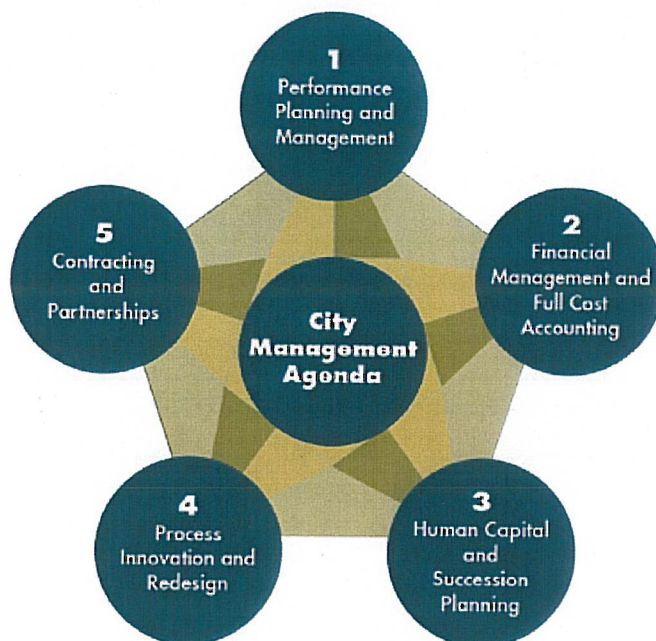 1
Performance
Planning and
Management
2
Financial
Management and
Full Cost
Accounting
3
Human Capital
and
Succession
Planning
4
Process
Innovation and
Redesign
5
Contracting
and
Partnerships
City
Management
Agenda